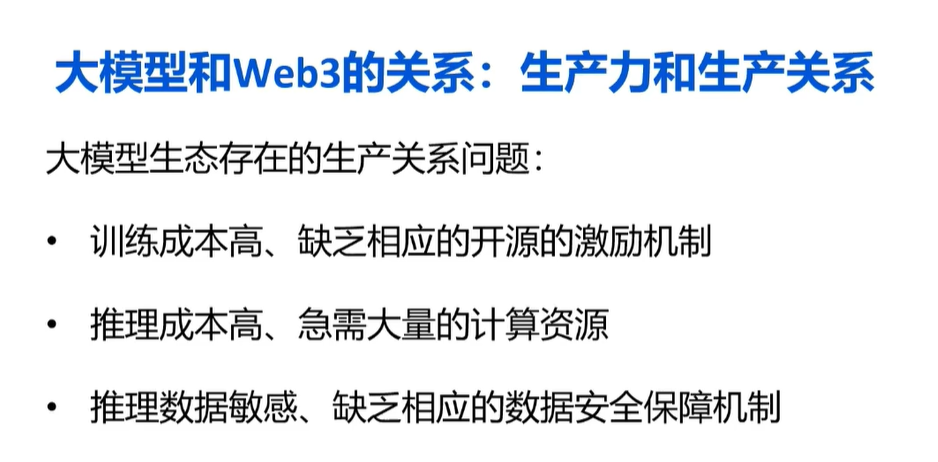 大模型和Web3的关系：生产力和生产关系
大模型生态存在的生产关系问题：
• 训练成本高、缺乏相应的开源的激励机制
• 推理成本高、急需大量的计算资源
• 推理数据敏感、缺乏相应的数据安全保障机制